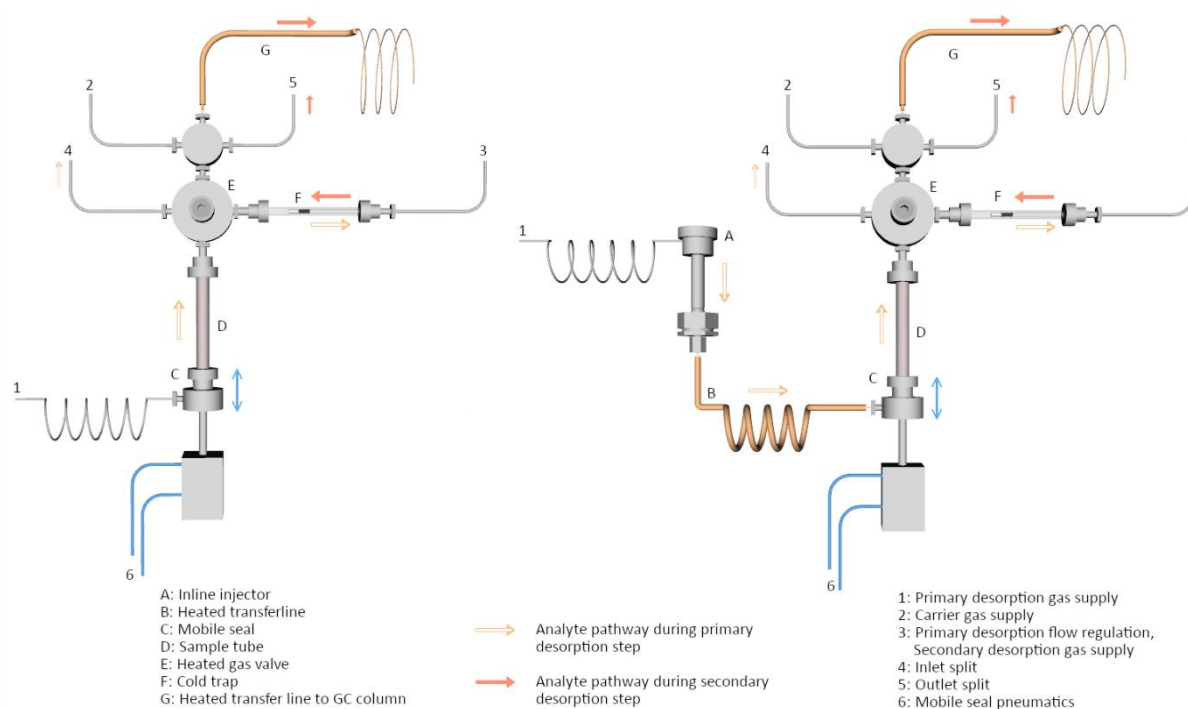 G
2
5
4
3
E
F
D
C
1
6
G
2
5
4
E
F
1
A
D
B
C
6
A: Inline injector
B: Heated transferline
C: Mobile seal
D: Sample tube
E: Heated gas valve
F: Cold trap
G: Heated transfer line to GC column
Analyte pathway during primary
desorption step
Analyte pathway during secondary
desorption step
1: Primary desorption gas supply
2: Carrier gas supply
3: Primary desorption flow regulation,
Secondary desorption gas supply
4: Inlet split
5: Outlet split
6: Mobile seal pneumatics